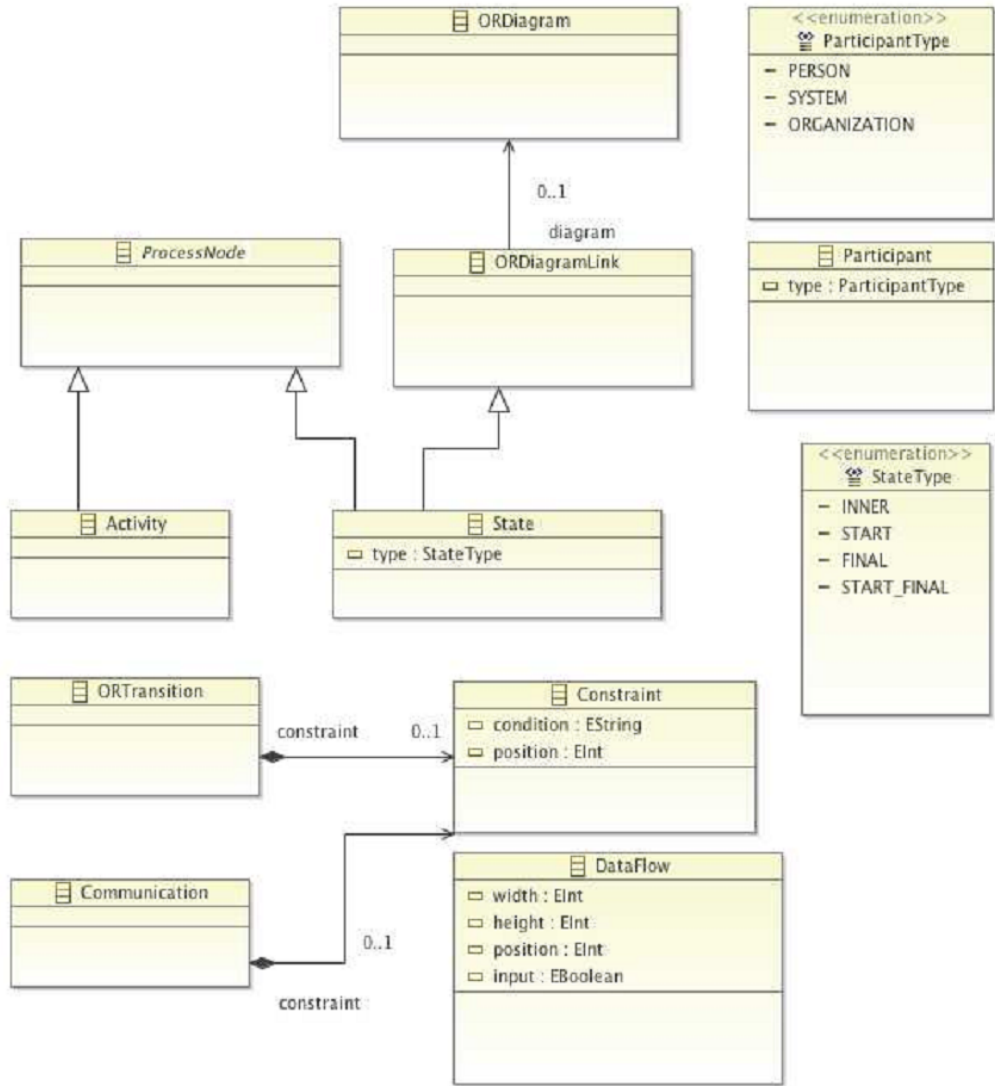 ORDiagram
<<enumeration>>
ParticipantType
PERSON
SYSTEM
ORGANIZATION
0..1
diagram
ProcessNode
ORDiagramLink
Participant
type : ParticipantType
<<enumeration>>
StateType
INNER
START
FINAL
START_FINAL
Activity
State
type : StateType
ORTransition
constraint
0..1
Constraint
condition : EString
position : EInt
Communication
0..1
constraint
DataFlow
width : EInt
height : EInt
position : EInt
input : EBoolean